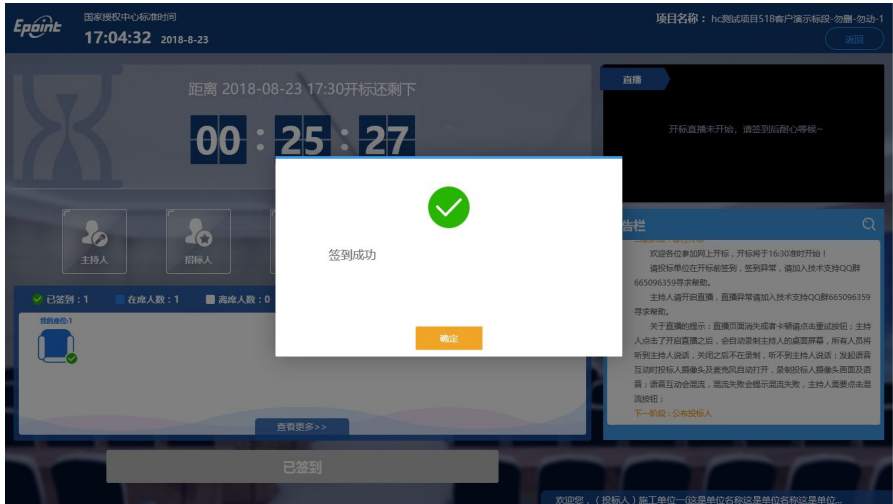 Epoint
国家授权中心标准时间
17:04:32 2018-8-23
项目名称：hc测试项目518客户演示标段-勿删-勿动-1
返回
距离 2018-08-23 17:30开标还剩下
00 : 25 : 27
直播
开标直播未开始，请签到后耐心等候~
主持人
招标人
签到成功
确定
告栏
欢迎各位参加网上开标，开标将于16:30准时开始！
请投标单位在开标前签到，签到异常，请加入技术支持QQ群
665096359寻求帮助。
主持人请开启直播，直播异常请加入技术支持QQ群665096359
寻求帮助。
关于直播的提示：直播页面消失或者卡顿请点击重试按钮；主持
人点击了开启直播之后，会自动录制主持人的桌面屏幕，所有人员将
听到主持人说话，关闭之后不在录制，听不到主持人说话；发起语音
互动时投标人摄像头及麦克风自动打开，录制投标人摄像头画面及语
音；语音互动会混流，混流失败会提示混流失败，主持人需要点击混
流按钮；
下一阶段：公布投标人
已签到：1 在席人数：1 离席人数：0
我的座位:1
查看更多>>
已签到
欢迎您，（投标人）施工单位一(这是单位名称这是单位名称这是单位...